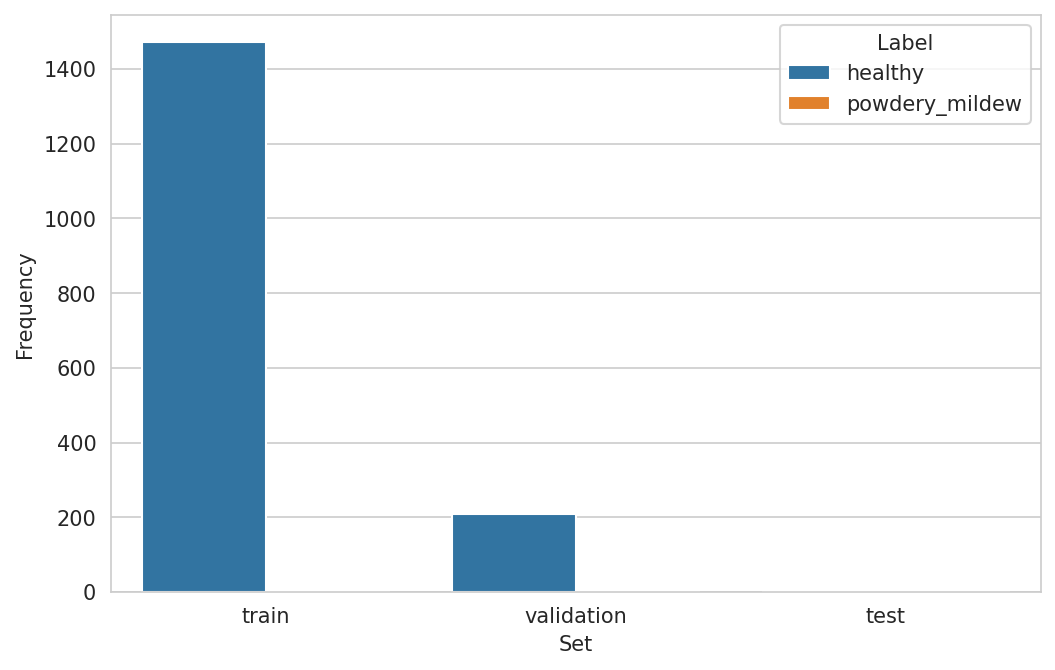 Label
healthy
powdery_mildew
1400
1200
1000
800
600
400
200
0
Frequency
train
validation
test
Set